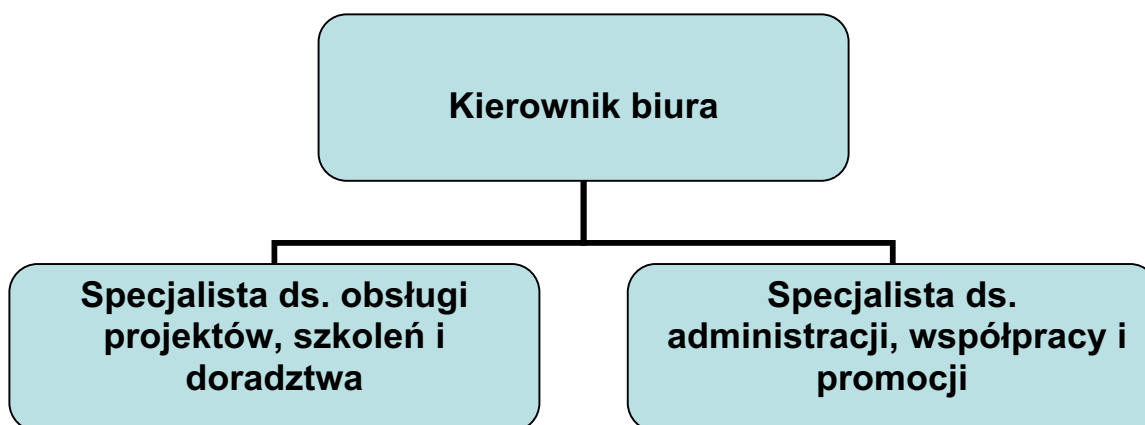 Kierownik biura
Specjalista ds. obsługi
projektów, szkoleń i
doradztwa
Specjalista ds.
administracji, współpracy i
promocji